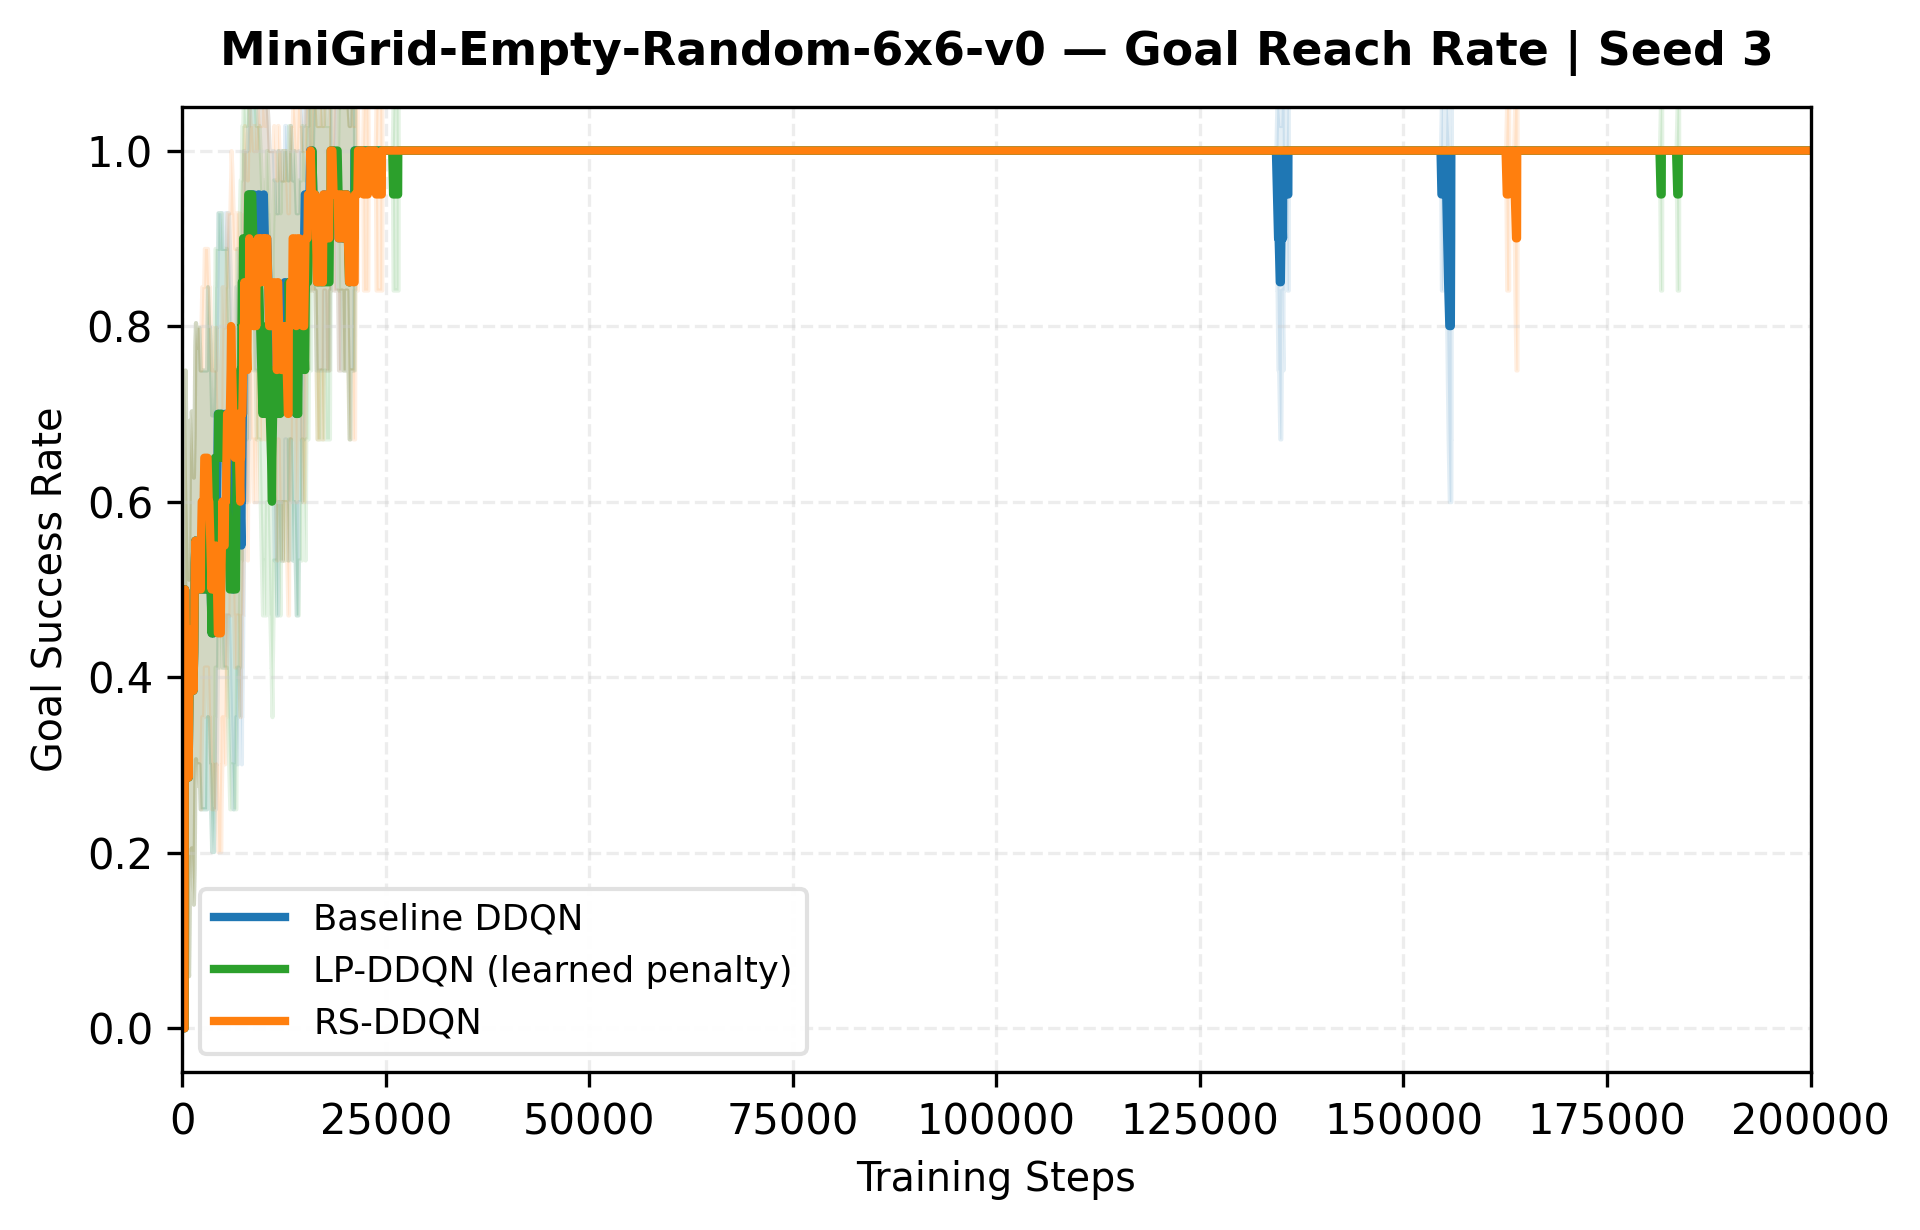 MiniGrid-Empty-Random-6x6-v0 — Goal Reach Rate | Seed 3
Goal Success Rate
1.0
0.8
0.6
0.4
0.2
0.0
Baseline DDQN
LP-DDQN (learned penalty)
RS-DDQN
0 25000 50000 75000 100000 125000 150000 175000 200000
Training Steps